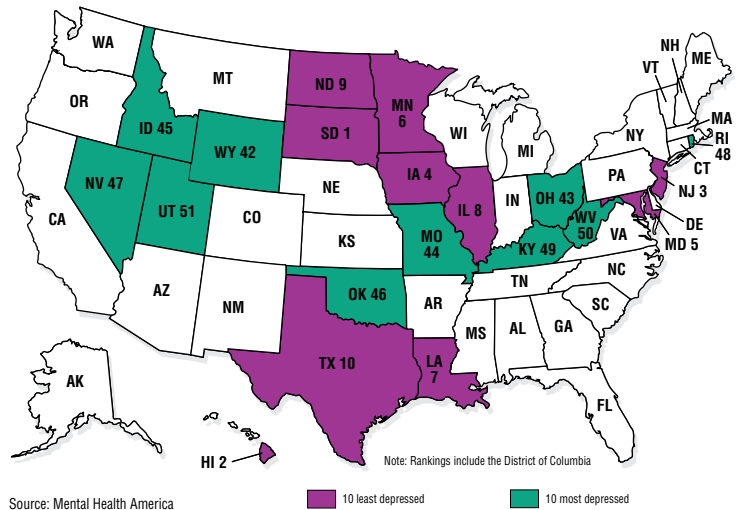 WA
NH
ME
VT
MT
ND 9
OR
MN
6
MA
ID 45
SD 1
WI
NY
RI
48
WY 42
MI
CT
IA 4
PA
NJ 3
NV 47
NE
IN
OH 43
IL 8
UT 51
CO
WV
50
DE
CA
KS
MO
44
VA
MD 5
KY 49
NC
TN
AZ
OK 46
NM
AR
SC
MS
AL
GA
TX 10
LA
7
AK
FL
HI 2
Note: Rankings include the District of Columbia
Source: Mental Health America
10 least depressed
10 most depressed